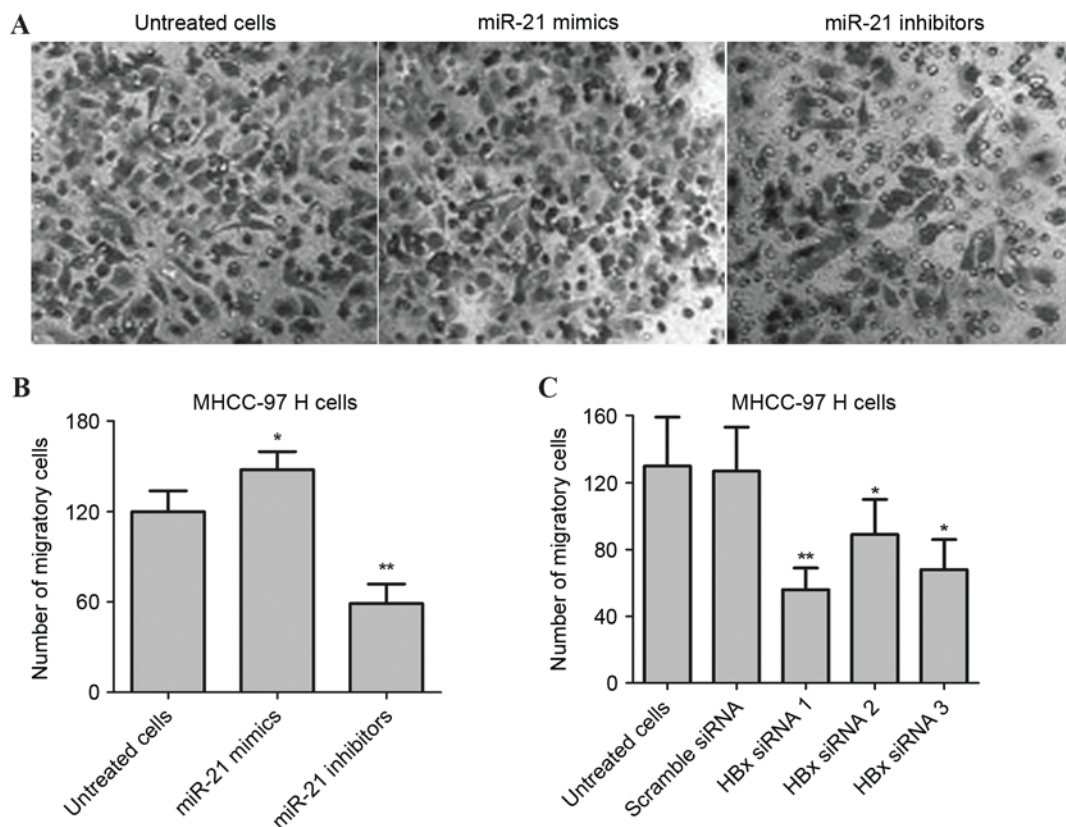 A
Untreated cells
miR-21 mimics
miR-21 inhibitors
B
MHCC-97 H cells
Number of migratory cells
180
120
60
0
*
**
Untreated cells
miR-21 mimics
miR-21 inhibitors
C
MHCC-97 H cells
Number of migratory cells
160
120
80
40
0
**
*
*
Untreated cells
Scramble siRNA
HBx siRNA 1
HBx siRNA 2
HBx siRNA 3